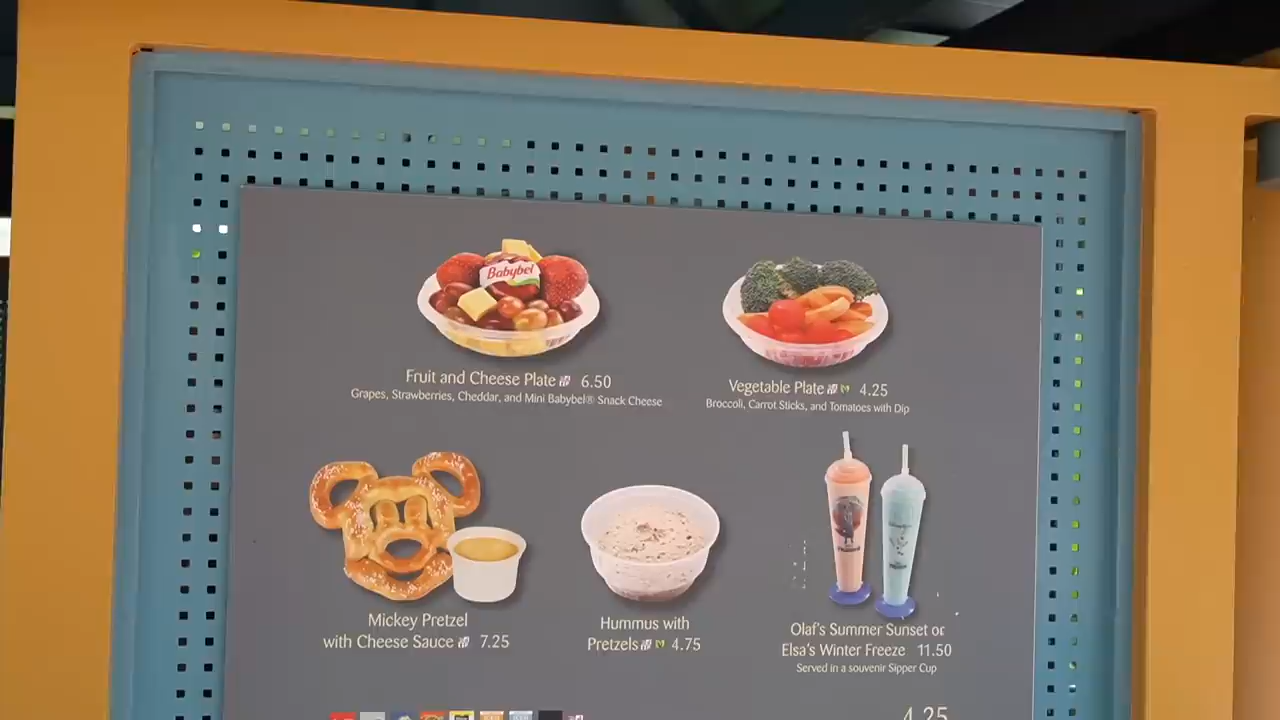 Babybel
Fruit and Cheese Plate 6.50
Grapes, Strawberries, Cheddar, and Mini Babybel® Snack Cheese
Vegetable Plate 4.25
Broccoli, Carrot Sticks, and Tomatoes with Dip
Mickey Pretzel
with Cheese Sauce 7.25
Hummus with
Pretzels 4.75
Olaf's Summer Sunset or
Elsa's Winter Freeze 11.50
Served in a souvenir Sipper Cup
4.25